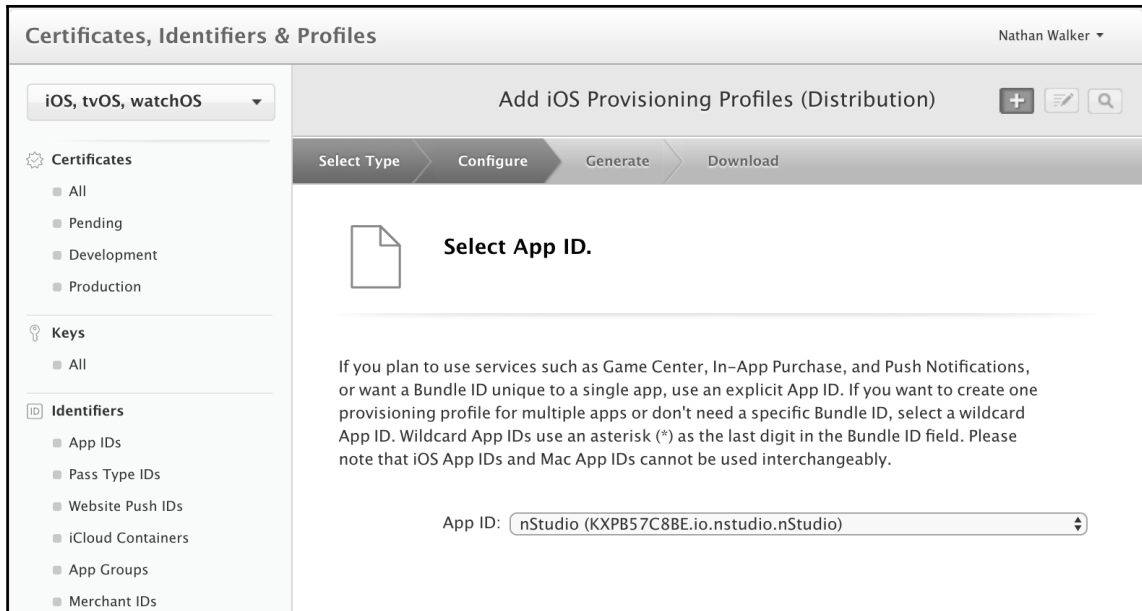 Certificates, Identifiers & Profiles
Nathan Walker
iOS, tvOS, watchOS
Add iOS Provisioning Profiles (Distribution)
Select Type
Configure
Generate
Download
Certificates
All
Pending
Development
Production
Keys
All
ID
Identifiers
App IDs
Pass Type IDs
Website Push IDs
iCloud Containers
App Groups
Merchant IDs
Select App ID.
If you plan to use services such as Game Center, In-App Purchase, and Push Notifications,
or want a Bundle ID unique to a single app, use an explicit App ID. If you want to create one
provisioning profile for multiple apps or don't need a specific Bundle ID, select a wildcard
App ID. Wildcard App IDs use an asterisk (*) as the last digit in the Bundle ID field. Please
note that iOS App IDs and Mac App IDs cannot be used interchangeably.
App ID: nStudio (KXPB57C8BE.io.nstudio.nStudio)